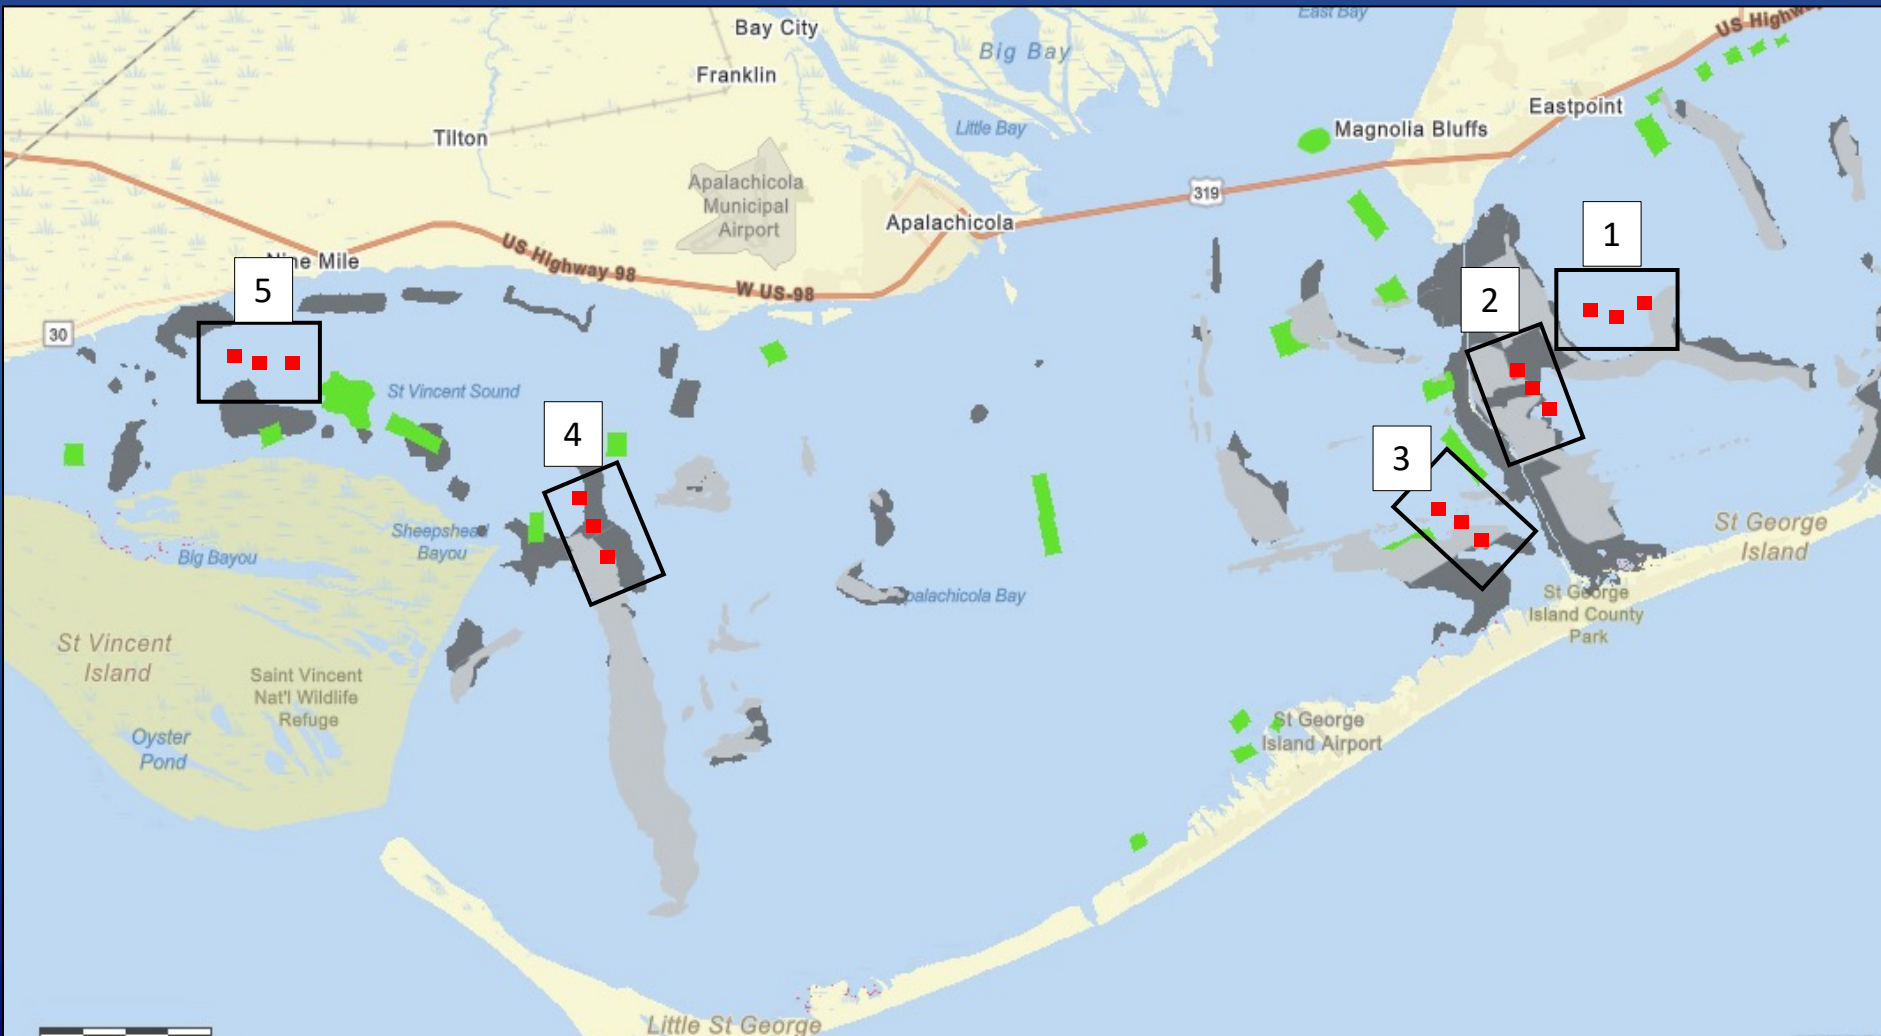 East Bay
US Highway
Bay City
Big Bay
Franklin
Eastpoint
Little Bay
Magnolia Bluffs
Tilton
Apalachicola
Municipal
Airport
319
Apalachicola
1
US Highway 98
Nine Mile
5
W US-98
2
30
St Vincent Sound
4
3
Sheepshead
Bayou
Big Bayou
St George
Island
palachicola Bay
St George
Island County
Park
St Vincent
Island
Saint Vincent
Nat'l Wildlife
Refuge
Oyster
Pond
St George
Island Airport
Little St George